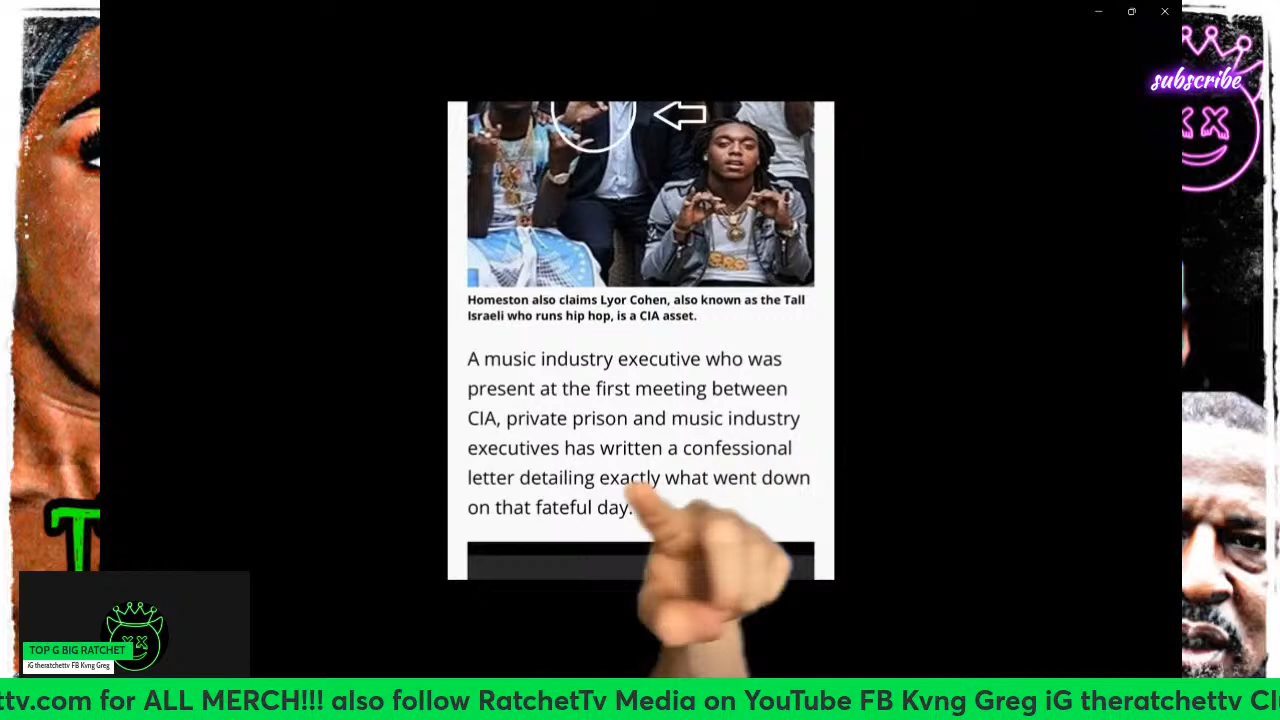 subscribe
Homeston also claims Lyor Cohen, also known as the Tall
Israeli who runs hip hop, is a CIA asset.
A music industry executive who was
present at the first meeting between
CIA, private prison and music industry
executives has written a confessional
letter detailing exactly what went down
on that fateful day.
TOP G BIG RATCHET
iG theratchettv FB Kvng Greg
ttv.com for ALL MERCH!!! also follow RatchetTv Media on YouTube FB Kvng Greg iG theratchettv Cl